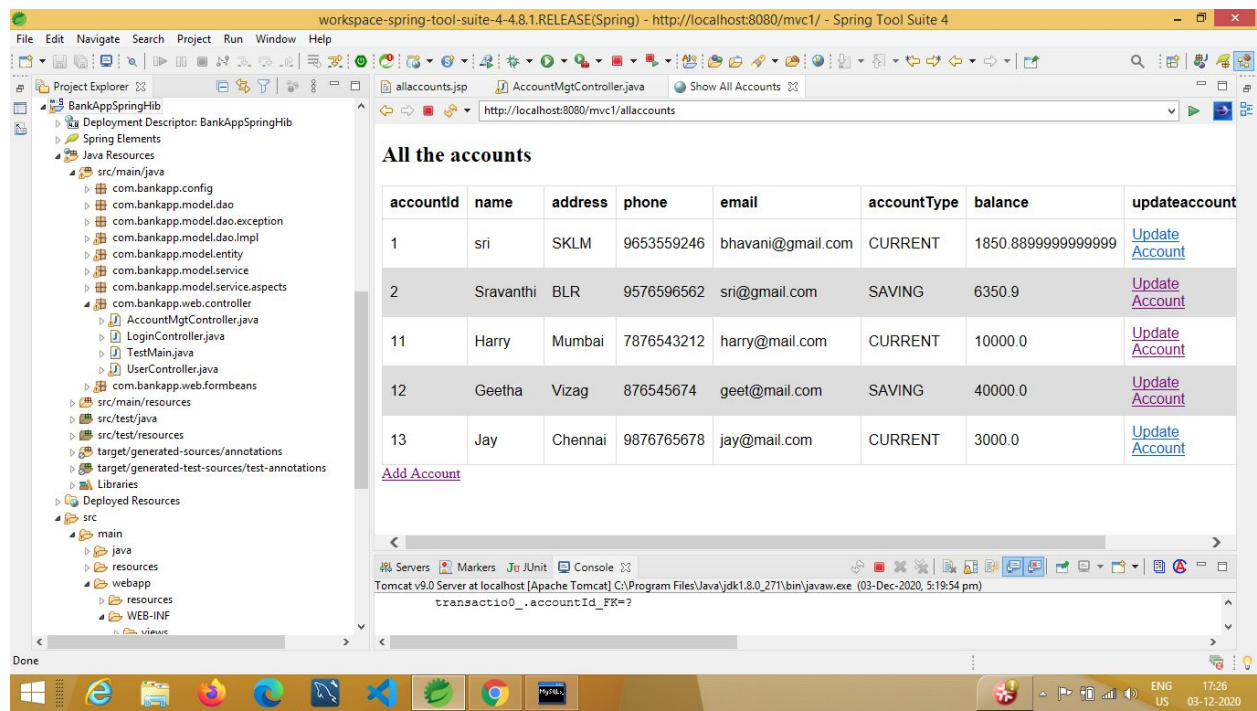 workspace-spring-tool-suite-4-4.8.1.RELEASE(Spring) - http://localhost:8080/mvc1/ - Spring Tool Suite 4
File Edit Navigate Search Project Run Window Help
Project Explorer
BankAppSpringHib
Deployment Descriptor: BankAppSpringHib
Spring Elements
Java Resources
src/main/java
com.bankapp.config
com.bankapp.model.dao
com.bankapp.model.dao.exception
com.bankapp.model.dao.Impl
com.bankapp.model.entity
com.bankapp.model.service
com.bankapp.model.service.aspects
com.bankapp.web.controller
AccountMgtController.java
LoginController.java
TestMain.java
UserController.java
com.bankapp.web.formbeans
src/main/resources
src/test/java
src/test/resources
target/generated-sources/annotations
target/generated-test-sources/test-annotations
Libraries
Deployed Resources
src
main
java
resources
webapp
resources
WEB-INF
views
allaccounts.jsp AccountMgtController.java Show All Accounts
http://localhost:8080/mvc1/allaccounts
All the accounts
accountId name address phone email accountType balance updateaccount
1 sri SKLM 9653559246 bhavani@gmail.com CURRENT 1850.8899999999999 Update
Account
2 Sravanthi BLR 9576596562 sri@gmail.com SAVING 6350.9 Update
Account
11 Harry Mumbai 7876543212 harry@mail.com CURRENT 10000.0 Update
Account
12 Geetha Vizag 876545674 geet@mail.com SAVING 40000.0 Update
Account
13 Jay Chennai 9876765678 jay@mail.com CURRENT 3000.0 Update
Account
Add Account
Servers Markers JUnit Console
Tomcat v9.0 Server at localhost [Apache Tomcat] C:\Program Files\Java\jdk1.8.0_271\bin\javaw.exe (03-Dec-2020, 5:19:54 pm)
transactio0_.accountId_FK=?
Done
ENG 17:26
US 03-12-2020